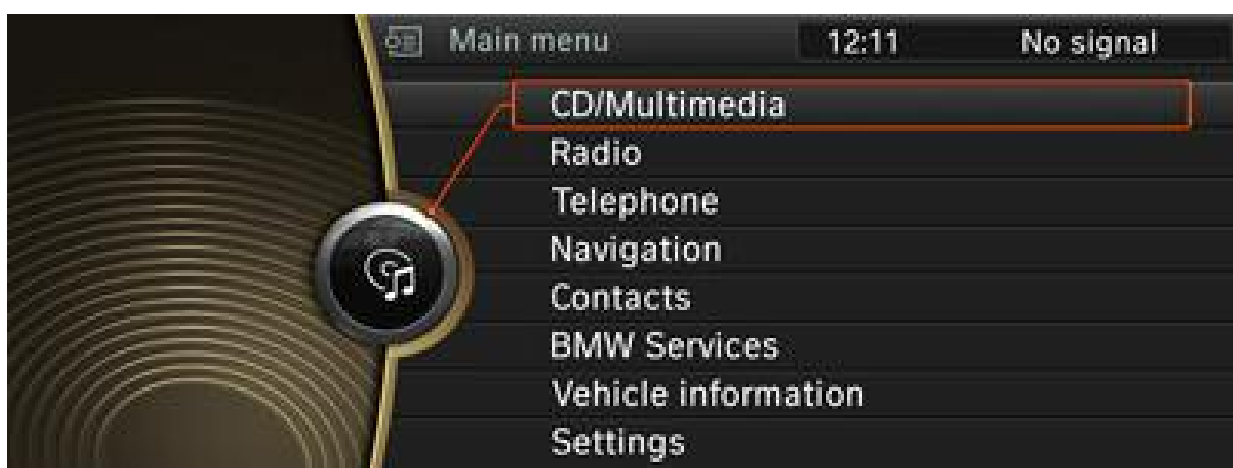 Main menu 12:11 No signal
CD/Multimedia
Radio
Telephone
Navigation
Contacts
BMW Services
Vehicle information
Settings